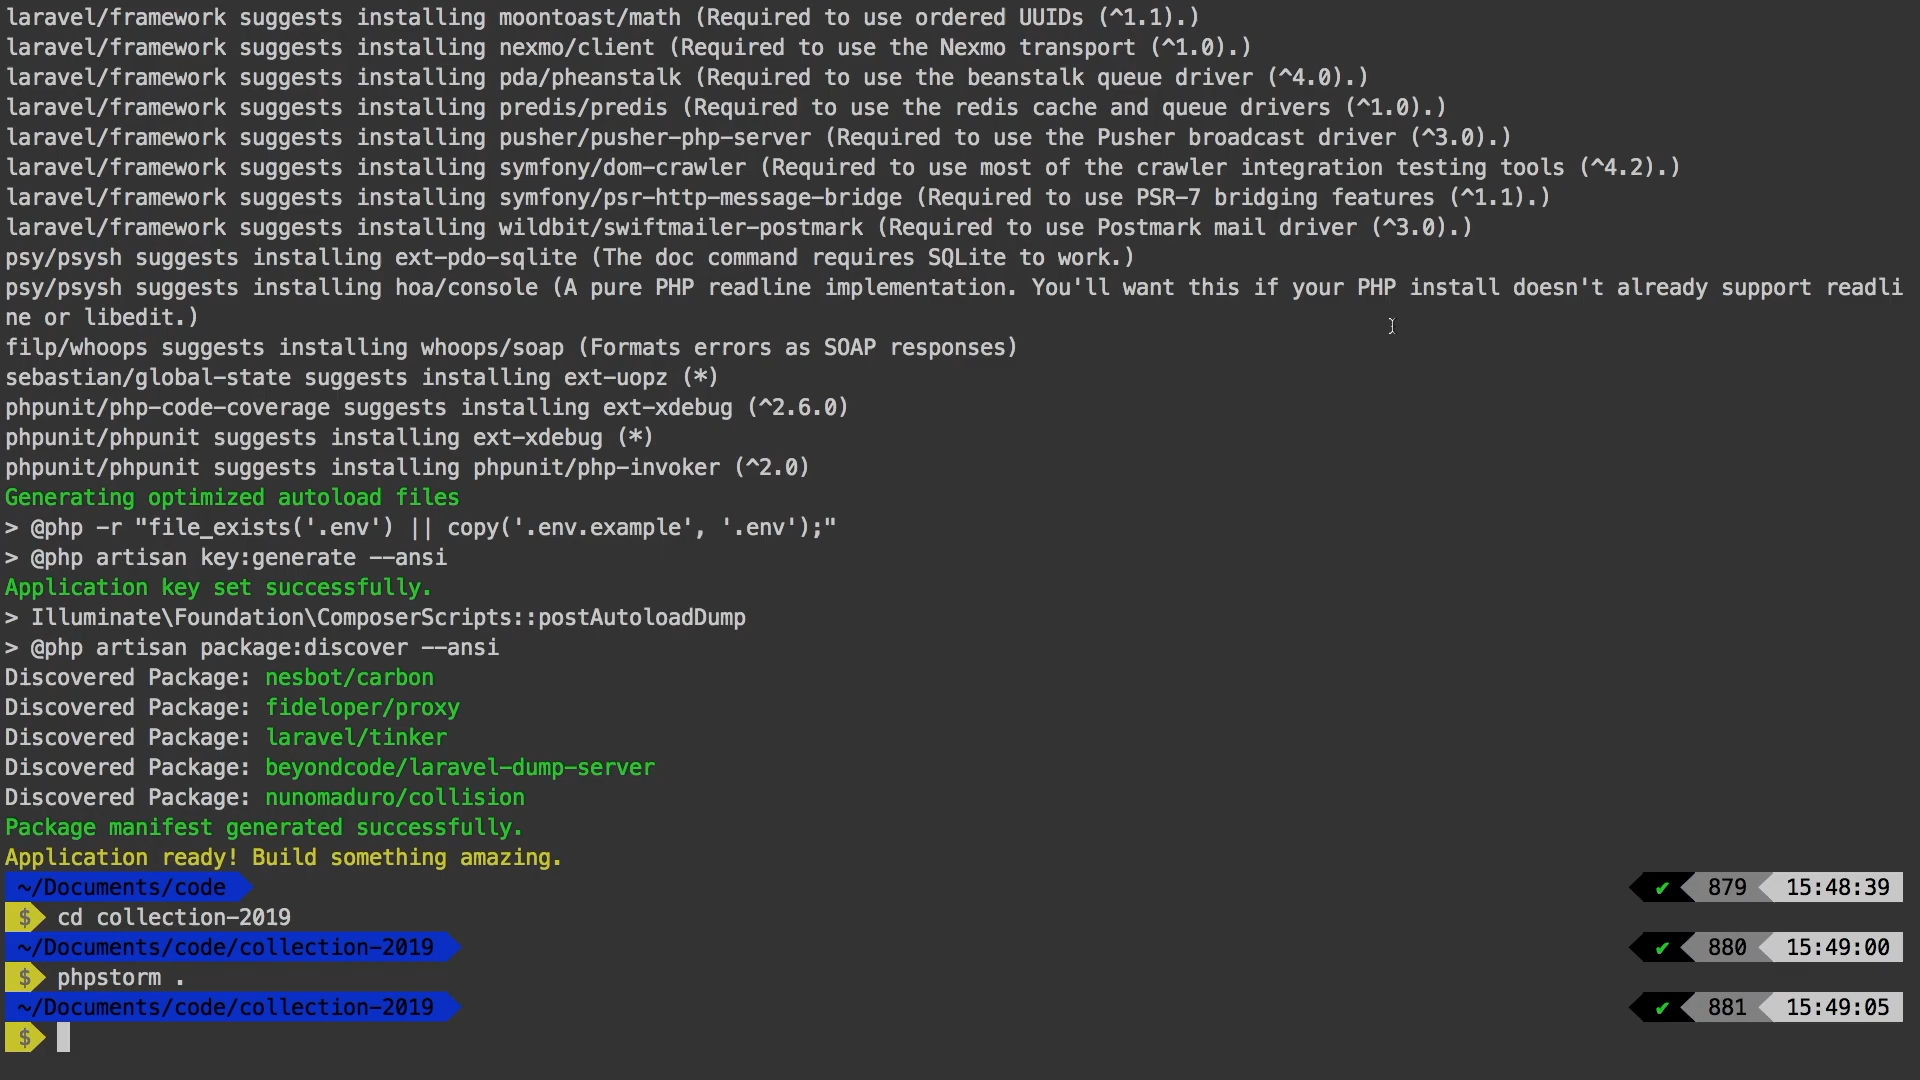 laravel/framework suggests installing moontoast/math (Required to use ordered UUIDs (^1.1).)
laravel/framework suggests installing nexmo/client (Required to use the Nexmo transport (^1.0).)
laravel/framework suggests installing pda/pheanstalk (Required to use the beanstalk queue driver (^4.0).)
laravel/framework suggests installing predis/predis (Required to use the redis cache and queue drivers (^1.0).)
laravel/framework suggests installing pusher/pusher-php-server (Required to use the Pusher broadcast driver (^3.0).)
laravel/framework suggests installing symfony/dom-crawler (Required to use most of the crawler integration testing tools (^4.2).)
laravel/framework suggests installing symfony/psr-http-message-bridge (Required to use PSR-7 bridging features (^1.1).)
laravel/framework suggests installing wildbit/swiftmailer-postmark (Required to use Postmark mail driver (^3.0).)
psy/psysh suggests installing ext-pdo-sqlite (The doc command requires SQLite to work.)
psy/psysh suggests installing hoa/console (A pure PHP readline implementation. You'll want this if your PHP install doesn't already support readli
ne or libedit.)
filp/whoops suggests installing whoops/soap (Formats errors as SOAP responses)
sebastian/global-state suggests installing ext-uopz (*)
phpunit/php-code-coverage suggests installing ext-xdebug (^2.6.0)
phpunit/phpunit suggests installing ext-xdebug (*)
phpunit/phpunit suggests installing phpunit/php-invoker (^2.0)
Generating optimized autoload files
> @php -r "file_exists('.env') || copy('.env.example', '.env');"
> @php artisan key:generate --ansi
Application key set successfully.
> Illuminate\Foundation\ComposerScripts::postAutoloadDump
> @php artisan package:discover --ansi
Discovered Package: nesbot/carbon
Discovered Package: fideloper/proxy
Discovered Package: laravel/tinker
Discovered Package: beyondcode/laravel-dump-server
Discovered Package: nunomaduro/collision
Package manifest generated successfully.
Application ready! Build something amazing.
~/Documents/code ✔ 879 15:48:39
$ cd collection-2019
~/Documents/code/collection-2019 ✔ 880 15:49:00
$ phpstorm .
~/Documents/code/collection-2019 ✔ 881 15:49:05
$